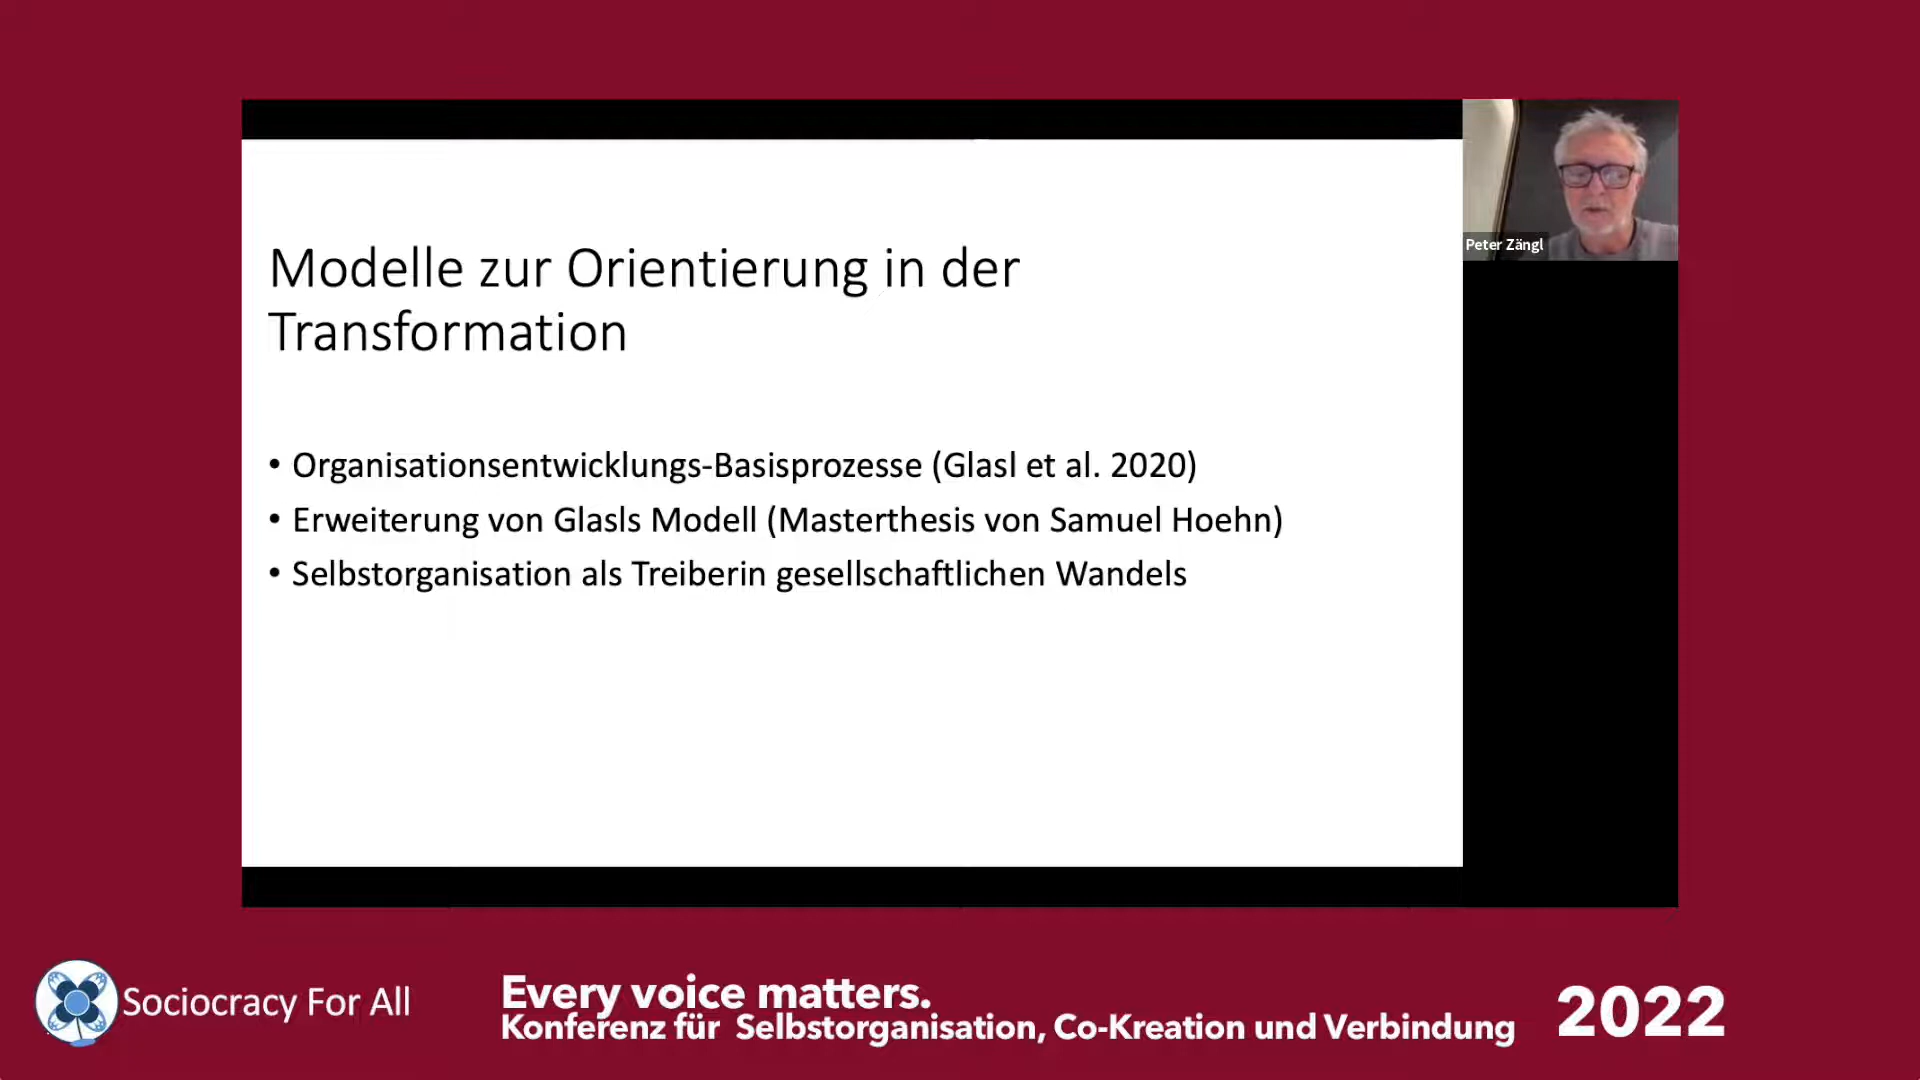 Modelle zur Orientierung in der
Transformation
• Organisationsentwicklungs-Basisprozesse (Glasl et al. 2020)
• Erweiterung von Glasls Modell (Masterthesis von Samuel Hoehn)
• Selbstorganisation als Treiberin gesellschaftlichen Wandels
Peter Zängl
Sociocracy For All
Every voice matters.
Konferenz für Selbstorganisation, Co-Kreation und Verbindung
2022